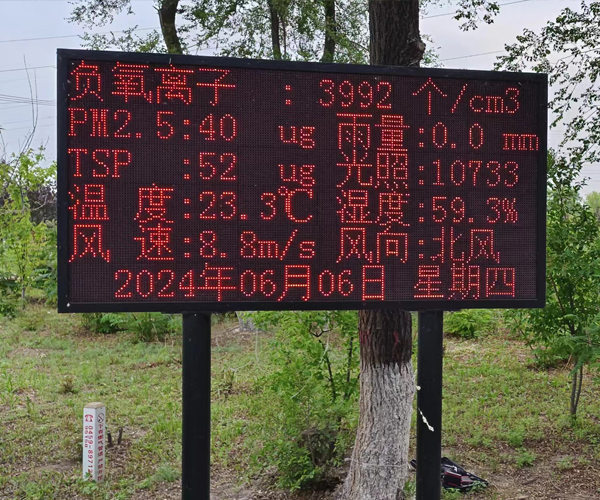 负氧离子 : 3992 个/cm3
PM2.5:40 ug 雨量:0.0 mm
TSP :52 ug 光照:10733
温 度:23.3℃ 湿度:59.3%
风 速:8.8m/s 风向:北风
2024年06月06日 星期四